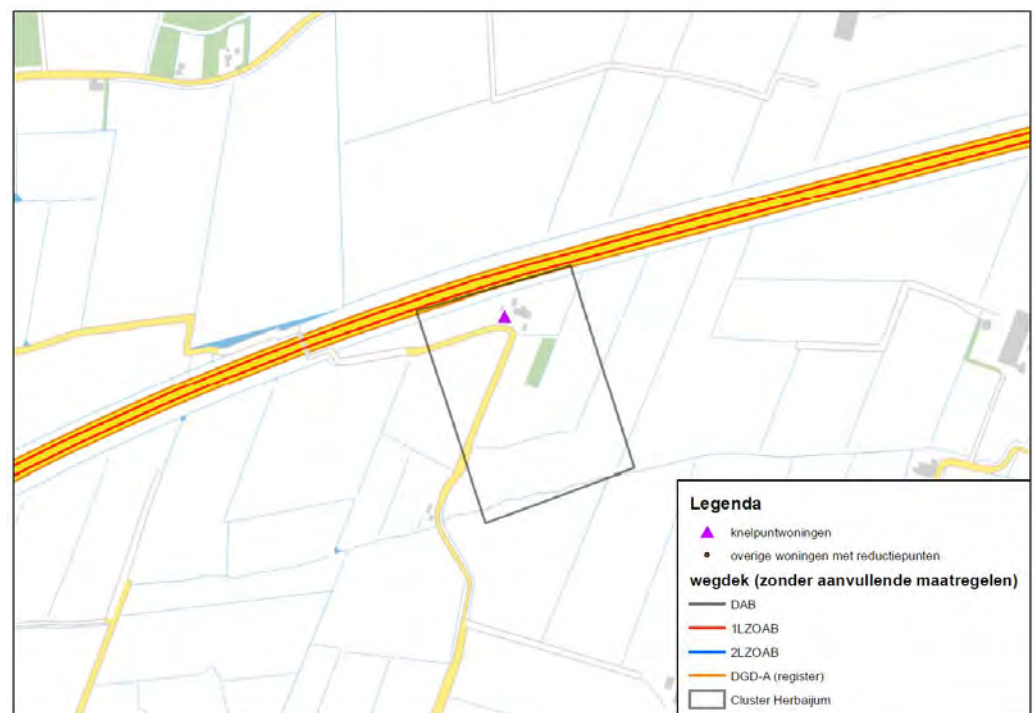 Legenda
knelpuntwoningen
overige woningen met reductiepunten
wegdek (zonder aanvullende maatregelen)
DAB
1LZOAB
2LZOAB
DGD-A (register)
Cluster Herbaijum